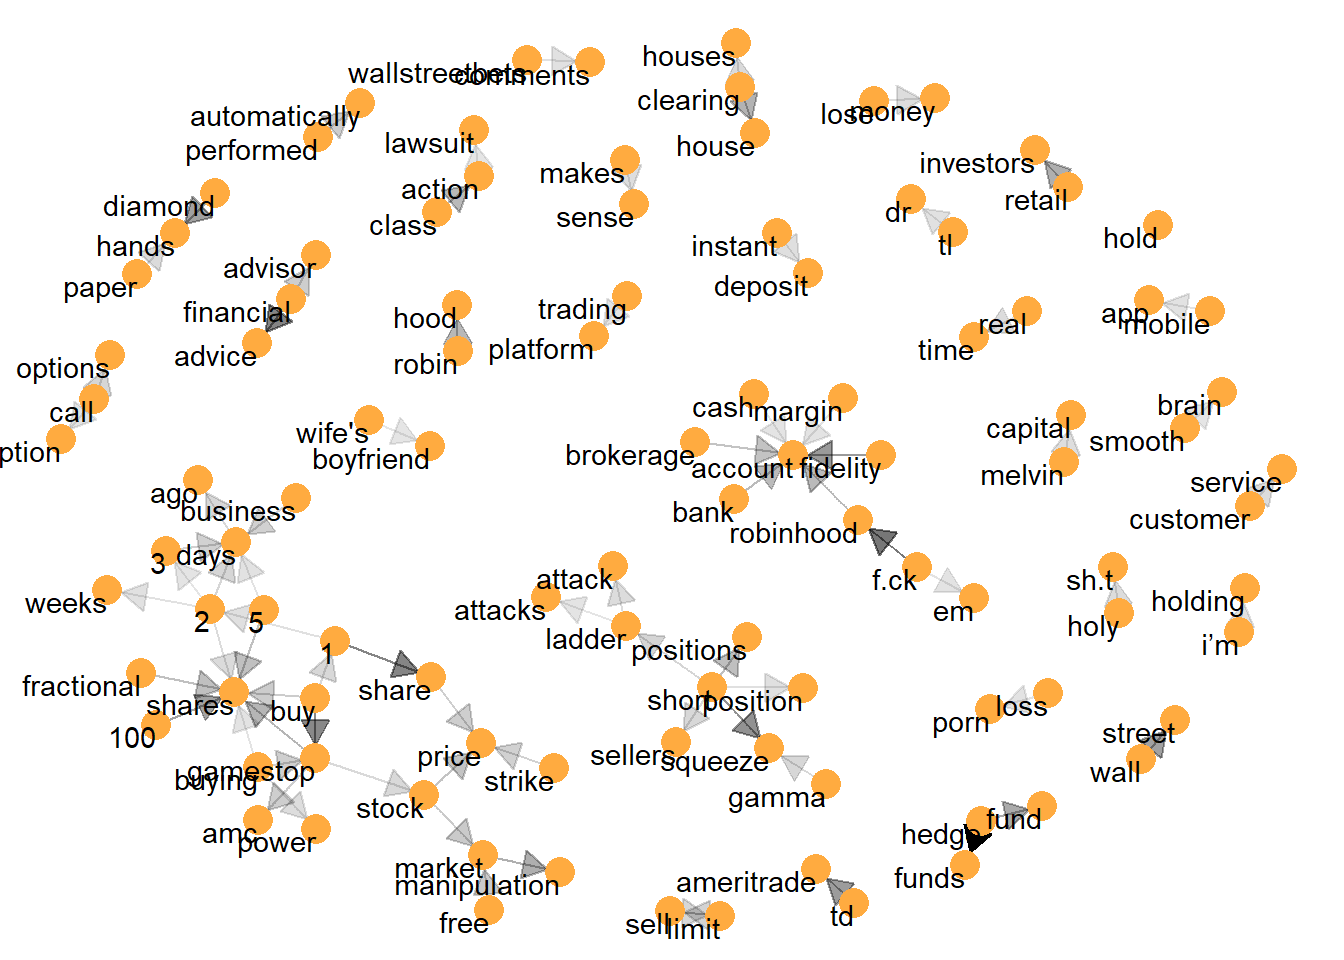 houses
wallstreetbets
comments
clearing
lose
money
automatically
performed
lawsuit
house
investors
makes
retail
action
class
sense
diamond
hands
paper
dr
tl
hold
instant
deposit
advisor
financial
advice
hood
robin
trading
platform
app
mobile
real
time
options
call
ption
wife's
boyfriend
cash
margin
brokerage
account
fidelity
bank
robinhood
capital
melvin
brain
smooth
service
customer
ago
business
3
days
weeks
2
5
1
attack
attacks
ladder
f.ck
em
sh.t
holy
holding
i’m
fractional
shares
100
buy
share
positions
short
position
sellers
squeeze
gamma
price
strike
porn
loss
street
wall
gamestop
buying
stock
amc
power
hedge
fund
funds
market
manipulation
free
ameritrade
td
sell
limit